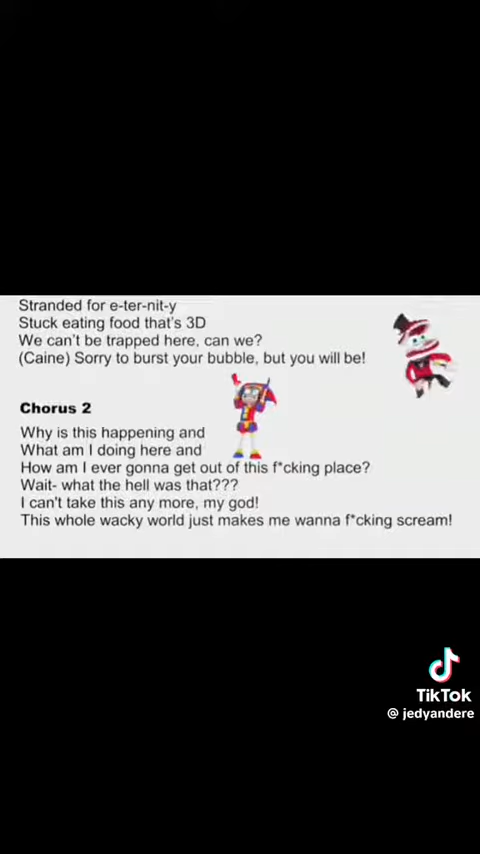 Stranded for e-ter-nit-y
Stuck eating food that's 3D
We can't be trapped here, can we?
(Caine) Sorry to burst your bubble, but you will be!
Chorus 2
Why is this happening and
What am I doing here and
How am I ever gonna get out of this f*cking place?
Wait- what the hell was that???
I can't take this any more, my god!
This whole wacky world just makes me wanna f*cking scream!
TikTok
@ jedyandere